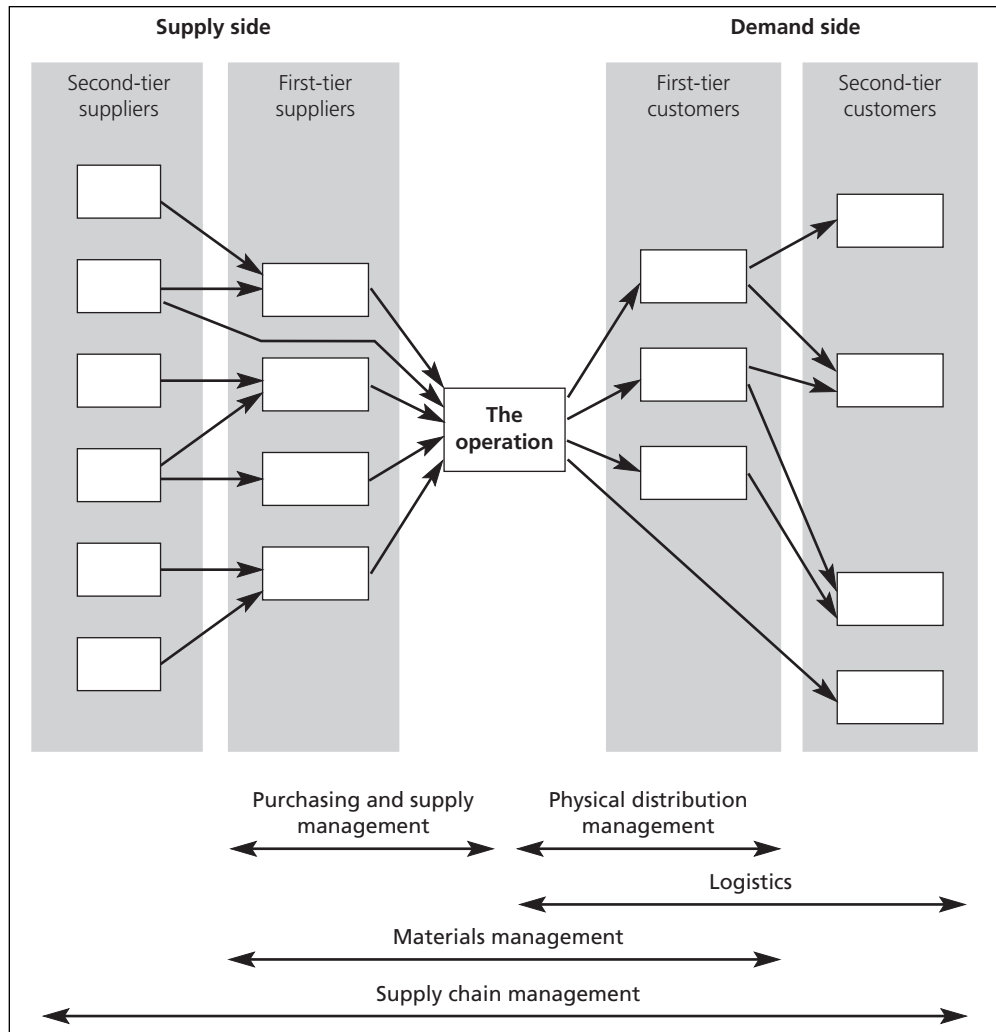 Supply side
Demand side
Second-tier
suppliers
First-tier
suppliers
First-tier
customers
Second-tier
customers
The
operation
Purchasing and supply
management
Physical distribution
management
Logistics
Materials management
Supply chain management